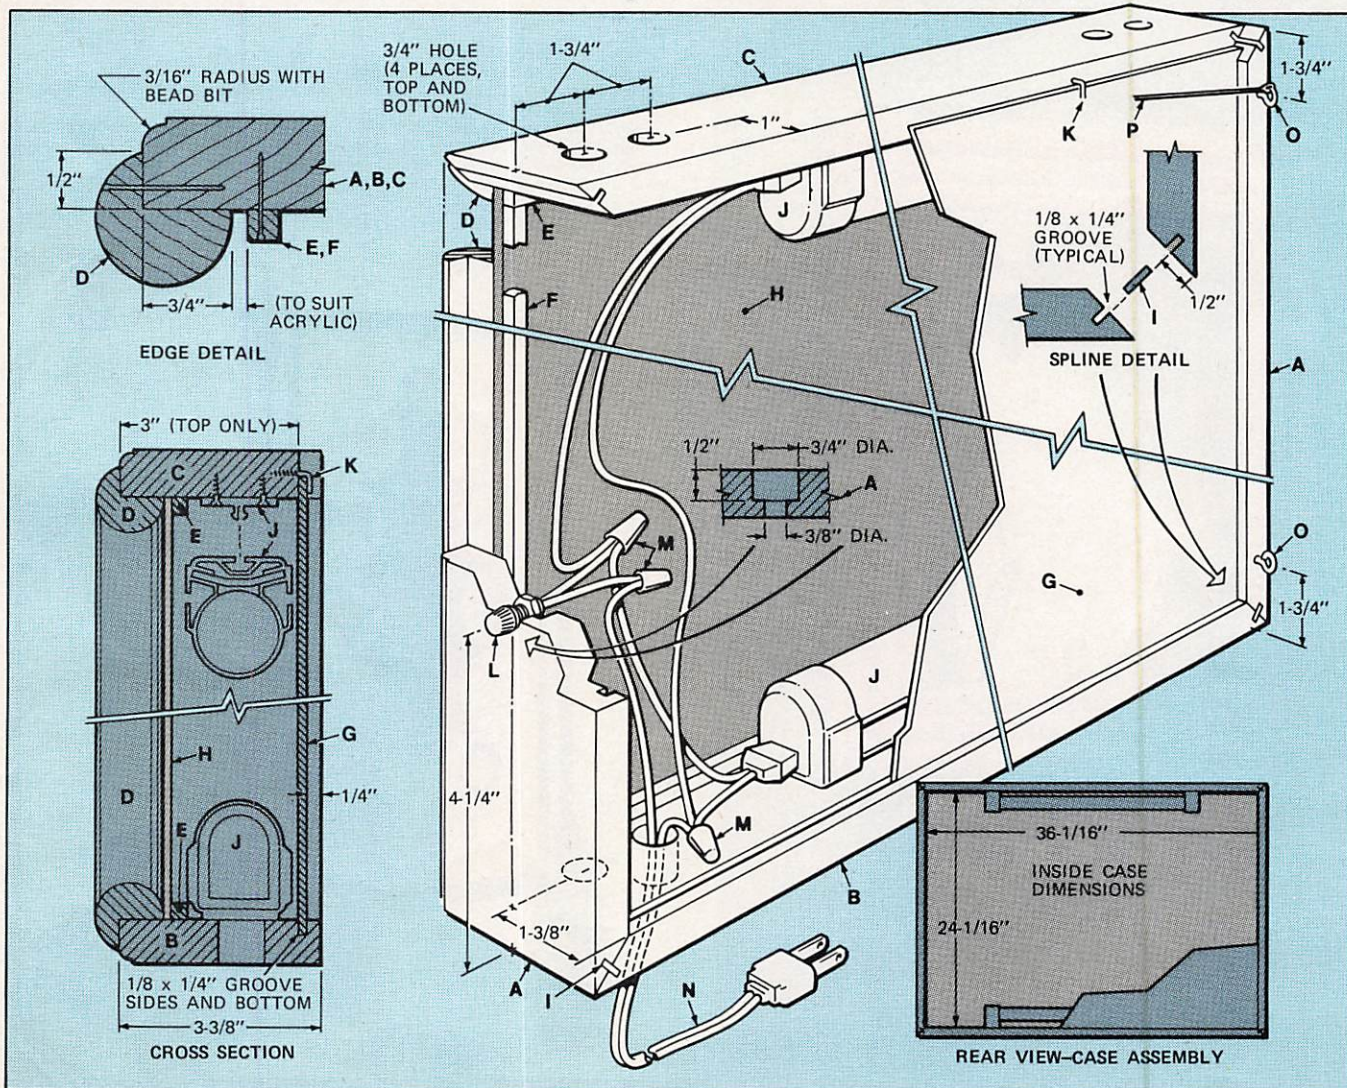 3/16" RADIUS WITH
BEAD BIT
1/2"
A,B,C
E,F
D
3/4"
(TO SUIT
ACRYLIC)
EDGE DETAIL
3/4" HOLE
(4 PLACES,
TOP AND
BOTTOM)
1-3/4"
C
1"
K
P
O
1-3/4"
D
E
J
F
H
1/8 x 1/4"
GROOVE
(TYPICAL)
I
1/2"
SPLINE DETAIL
A
1/2"
3/4" DIA.
A
3/8" DIA.
M
L
G
O
1-3/4"
J
4-1/4"
M
B
1-3/8"
A
I
N
3" (TOP ONLY)
C
K
D
E
J
G
H
D
1/4"
E
J
B
1/8 x 1/4" GROOVE
SIDES AND BOTTOM
3-3/8"
CROSS SECTION
36-1/16"
INSIDE CASE
DIMENSIONS
24-1/16"
REAR VIEW–CASE ASSEMBLY